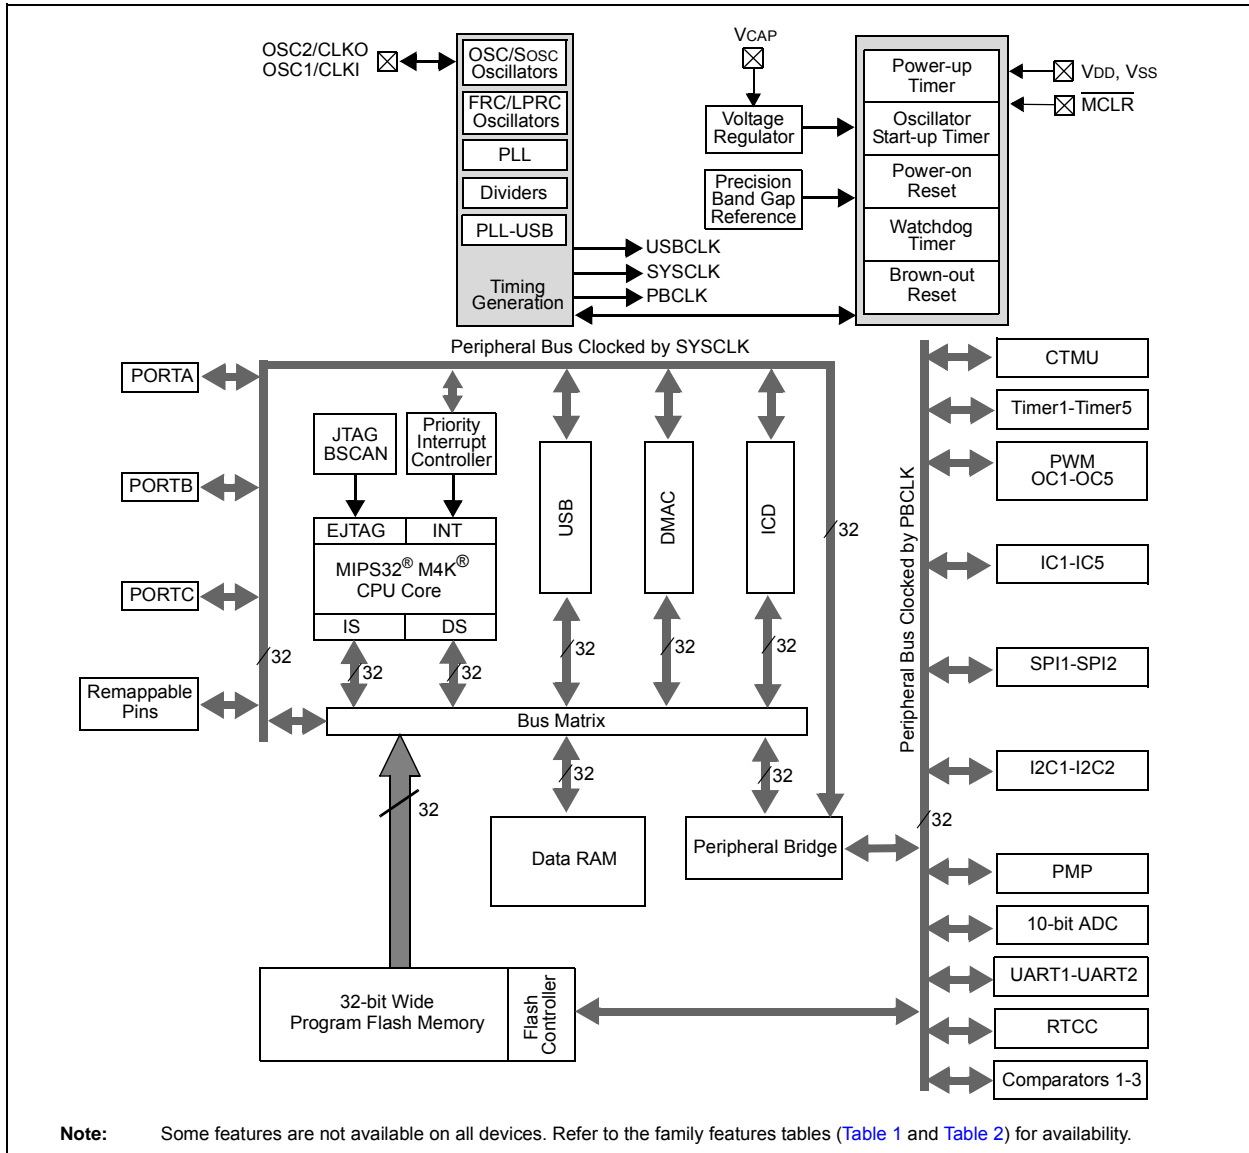 OSC2/CLKO
OSC1/CLKI
OSC/SOSC
Oscillators
FRC/LPRC
Oscillators
PLL
Dividers
PLL-USB
Timing
Generation
USBCLK
SYSCLK
PBCLK
VCAP
Voltage
Regulator
Precision
Band Gap
Reference
Power-up
Timer
Oscillator
Start-up Timer
Power-on
Reset
Watchdog
Timer
Brown-out
Reset
VDD, VSS
MCLR
Peripheral Bus Clocked by SYSCLK
PORTA
PORTB
PORTC
Remappable
Pins
32
JTAG
BSCAN
Priority
Interrupt
Controller
EJTAG
INT
MIPS32® M4K®
CPU Core
IS
DS
32
32
USB
DMAC
ICD
32
32
32
32
Bus Matrix
32
32
32
Data RAM
Peripheral Bridge
32-bit Wide
Program Flash Memory
Flash
Controller
Peripheral Bus Clocked by PBCLK
32
CTMU
Timer1-Timer5
PWM
OC1-OC5
IC1-IC5
SPI1-SPI2
I2C1-I2C2
PMP
10-bit ADC
UART1-UART2
RTCC
Comparators 1-3
Note: Some features are not available on all devices. Refer to the family features tables (Table 1 and Table 2) for availability.